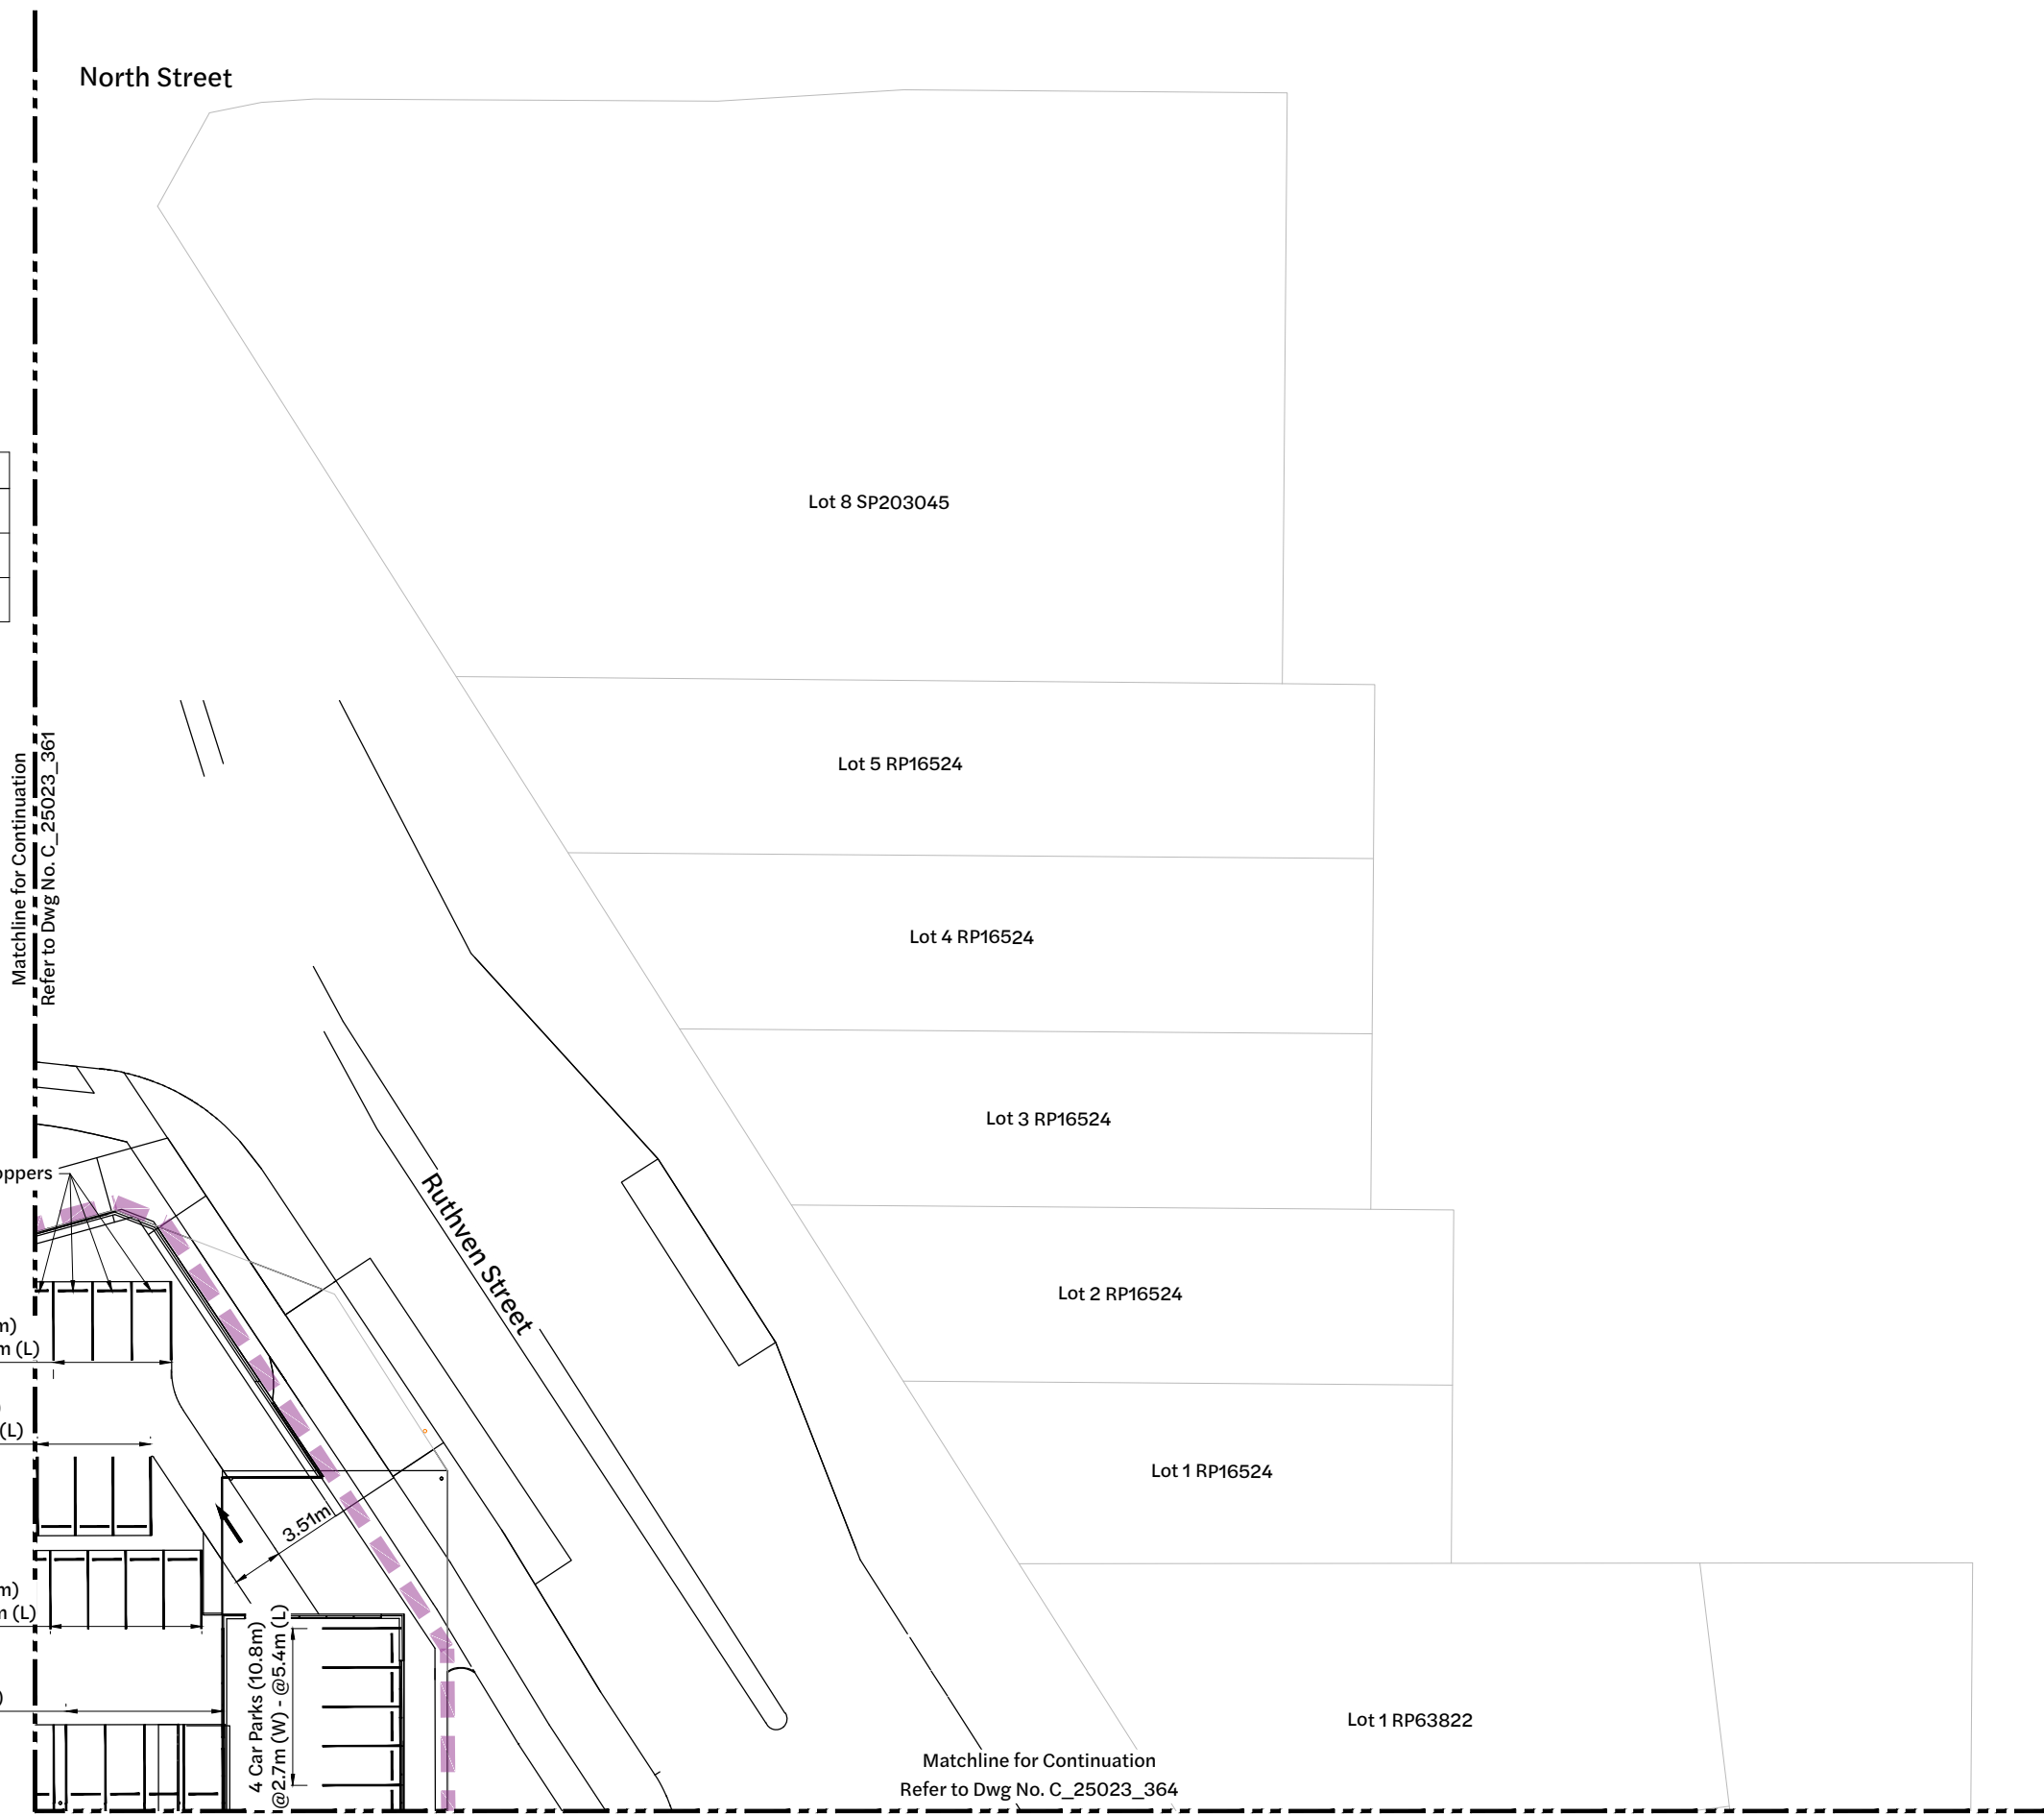 North Street
Lot 8 SP203045
Matchline for Continuation
Refer to Dwg No. C_25023_361
Lot 5 RP16524
Lot 4 RP16524
Lot 3 RP16524
oppers
Ruthven Street
Lot 2 RP16524
m)
m (L)
)
(L)
Lot 1 RP16524
3.51m
m)
m (L)
4 Car Parks (10.8m)
@2.7m (W) - @5.4m (L)
)
Lot 1 RP63822
Matchline for Continuation
Refer to Dwg No. C_25023_364